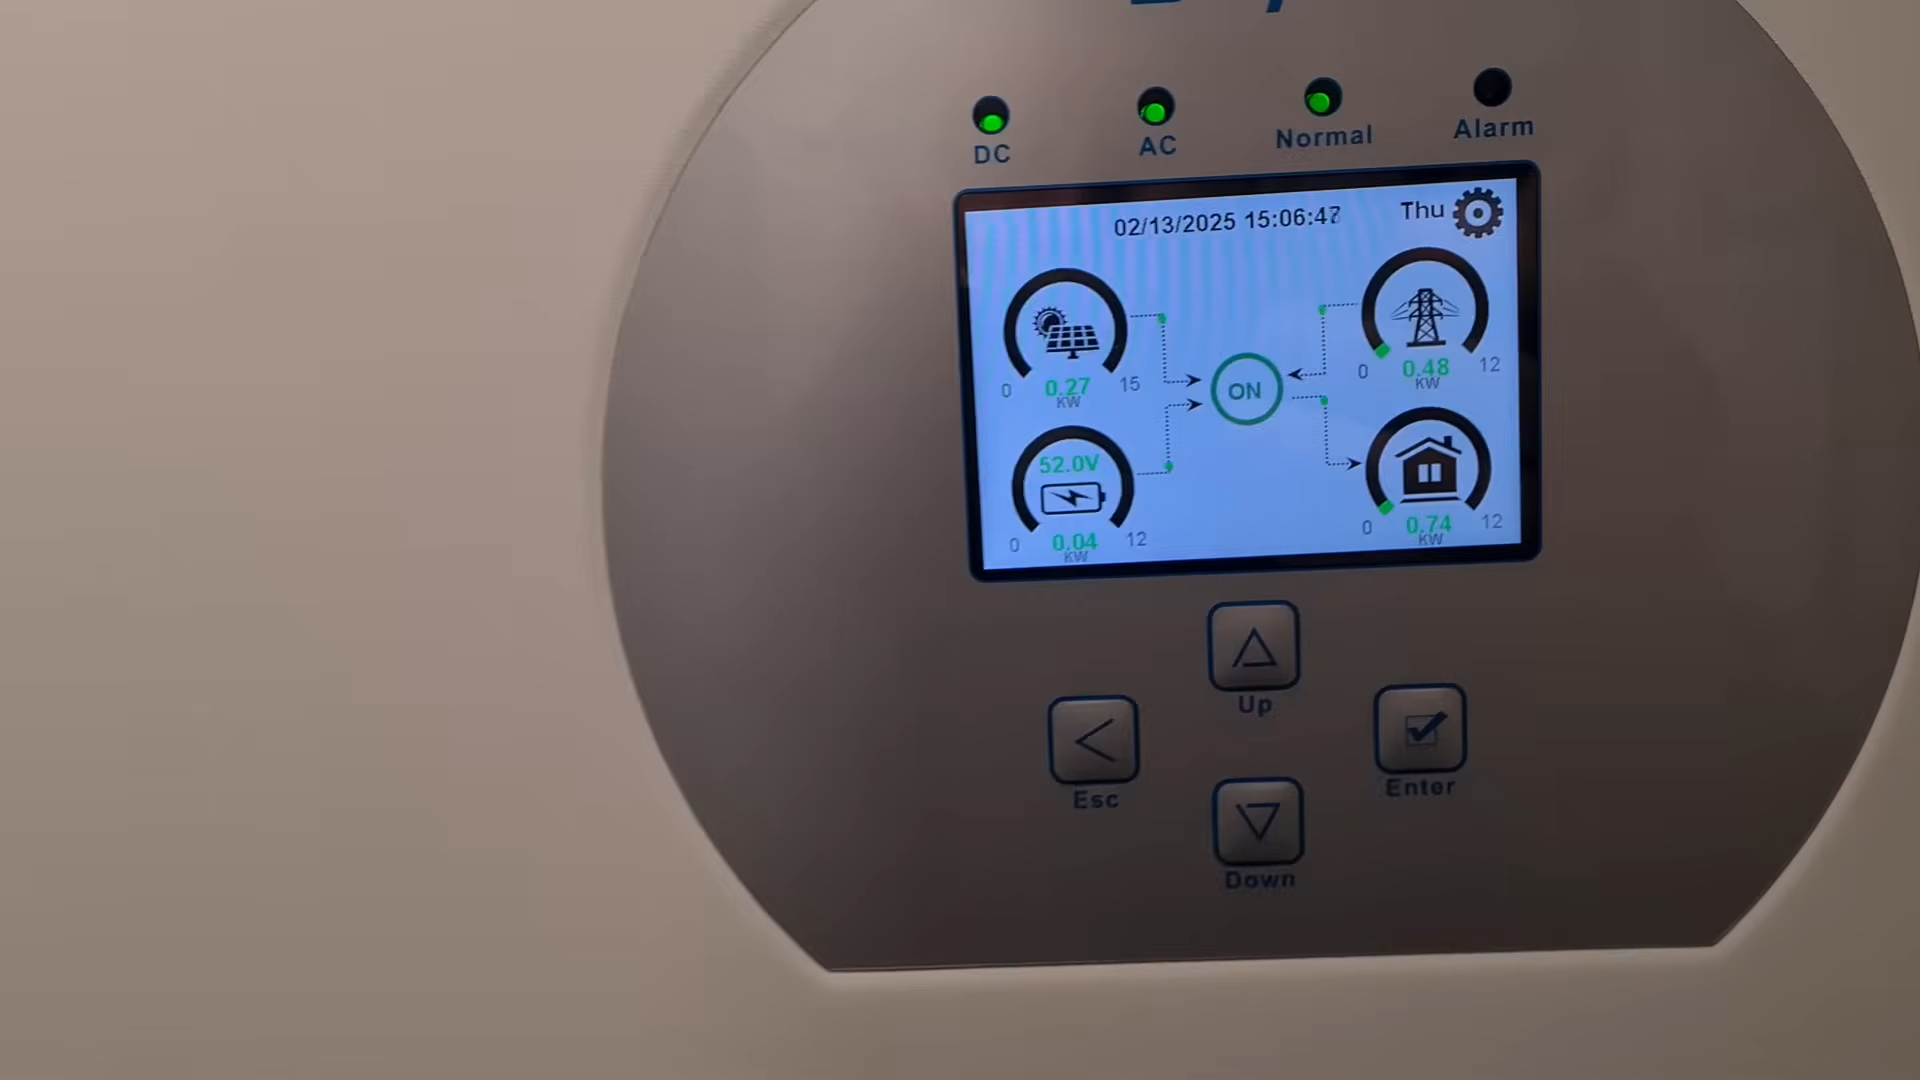 DC AC Normal Alarm
02/13/2025 15:06:47 Thu
0 0.27 15
KW
0 0.48 12
KW
ON
52.0V
0 0.04 12
KW
0 0.74 12
KW
Up
Esc
Enter
Down